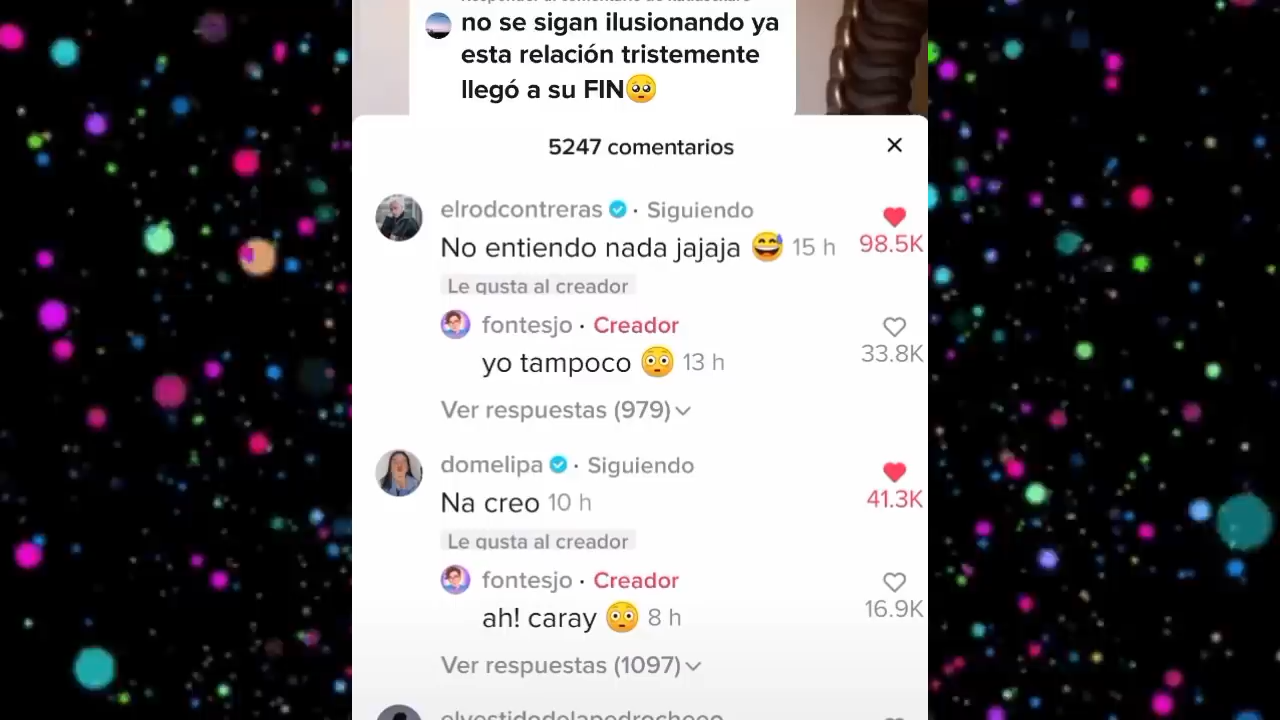 no se sigan ilusionando ya
esta relación tristemente
llegó a su FIN🥺
5247 comentarios
elrodcontreras · Siguiendo
No entiendo nada jajaja 😅 15 h
98.5K
Le gusta al creador
fontesjo · Creador
yo tampoco 😳 13 h
33.8K
Ver respuestas (979)
domelipa · Siguiendo
Na creo 10 h
41.3K
Le gusta al creador
fontesjo · Creador
ah! caray 😳 8 h
16.9K
Ver respuestas (1097)